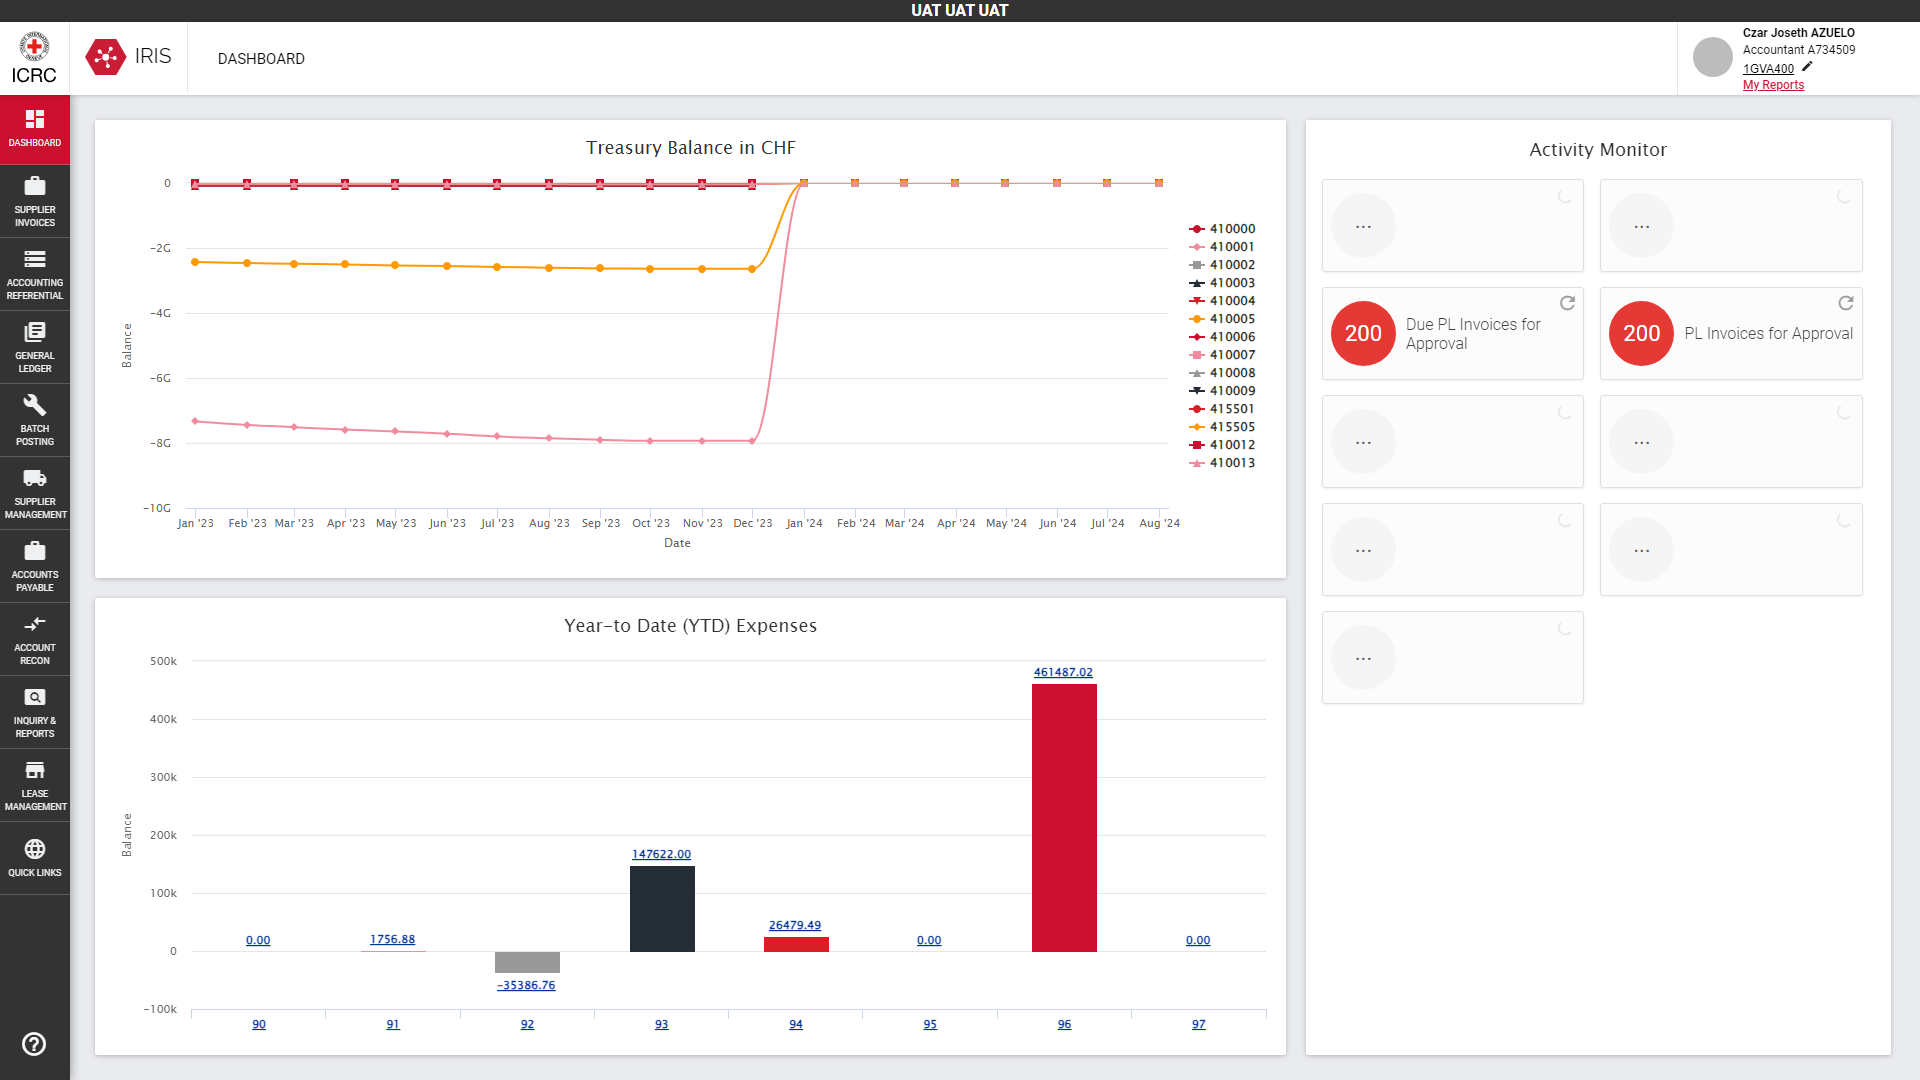 UAT UAT UAT
ICRC
IRIS
DASHBOARD
Czar Joseth AZUELO
Accountant A734509
1GVA400
My Reports
DASHBOARD
SUPPLIER
INVOICES
ACCOUNTING
REFERENTIAL
GENERAL
LEDGER
BATCH
POSTING
SUPPLIER
MANAGEMENT
ACCOUNTS
PAYABLE
ACCOUNT
RECON
INQUIRY &
REPORTS
LEASE
MANAGEMENT
QUICK LINKS
Treasury Balance in CHF
Balance
0
−2G
−4G
−6G
−8G
−10G
Jan '23 Feb '23 Mar '23 Apr '23 May '23 Jun '23 Jul '23 Aug '23 Sep '23 Oct '23 Nov '23 Dec '23 Jan '24 Feb '24 Mar '24 Apr '24 May '24 Jun '24 Jul '24 Aug '24
Date
410000
410001
410002
410003
410004
410005
410006
410007
410008
410009
415501
415505
410012
410013
Year−to Date (YTD) Expenses
Balance
500k
400k
300k
200k
100k
0
−100k
0.00
1756.88
−35386.76
147622.00
26479.49
0.00
461487.02
0.00
90 91 92 93 94 95 96 97
Activity Monitor
... ...
200 Due PL Invoices for
Approval
200 PL Invoices for Approval
... ...
... ...
...